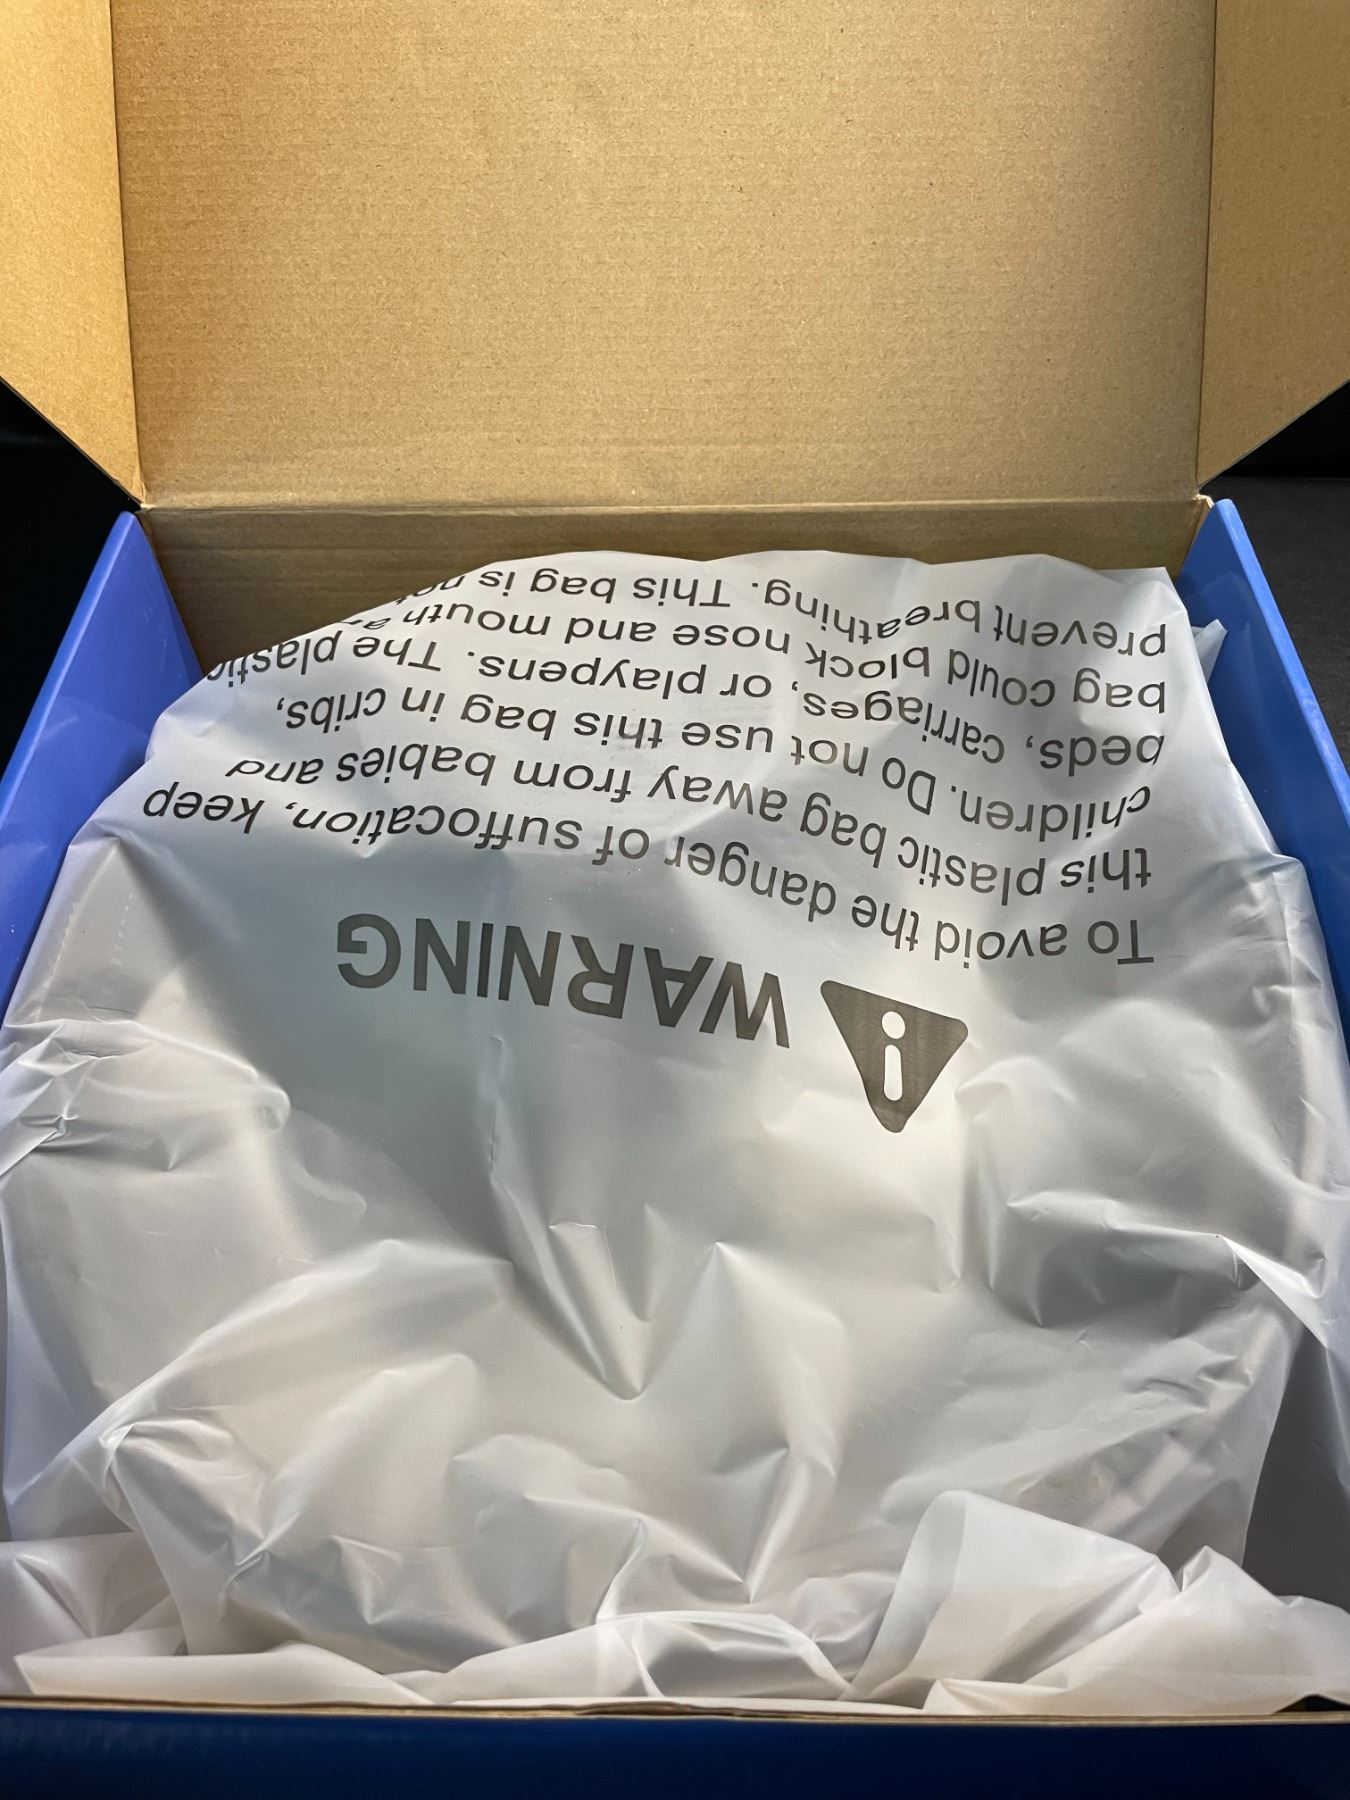 WARNING
To avoid the danger of suffocation, keep
this plastic bag away from babies and
children. Do not use this bag in cribs,
beds, carriages, or playpens. The plastic
bag could block nose and mouth
prevent breathing. This bag is